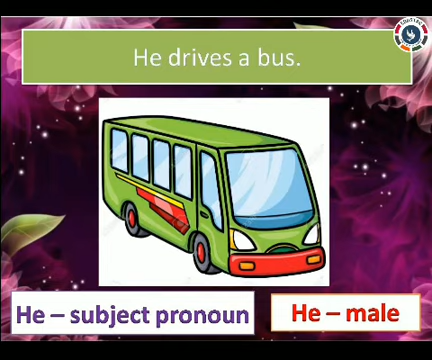 He drives a bus.
He – subject pronoun
He – male